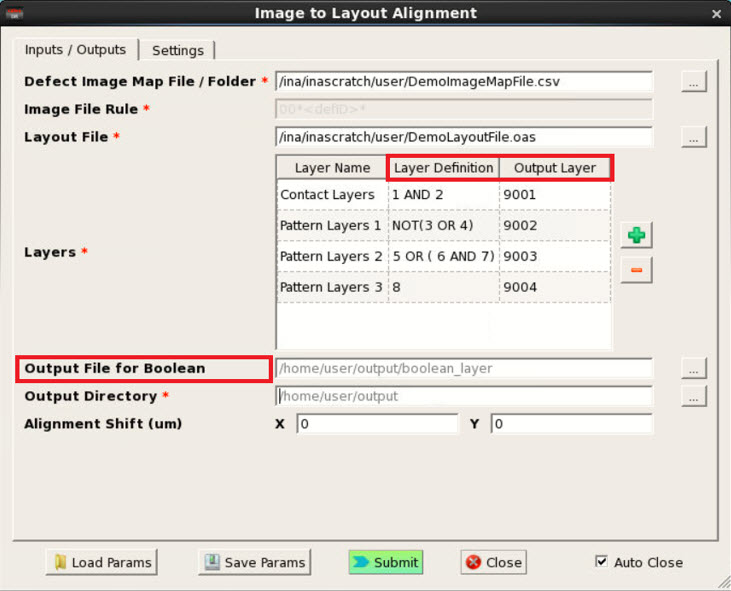 Image to Layout Alignment
Inputs / Outputs Settings
Defect Image Map File / Folder * /ina/inascratch/user/DemoImageMapFile.csv ...
Image File Rule * 00*<defID>*
Layout File * /ina/inascratch/user/DemoLayoutFile.oas ...
Layer Name Layer Definition Output Layer
Contact Layers 1 AND 2 9001
Pattern Layers 1 NOT(3 OR 4) 9002
Layers *
Pattern Layers 2 5 OR ( 6 AND 7) 9003
Pattern Layers 3 8 9004
Output File for Boolean /home/user/output/boolean_layer ...
Output Directory * /home/user/output ...
Alignment Shift (um) X 0 Y 0
Load Params Save Params Submit Close Auto Close